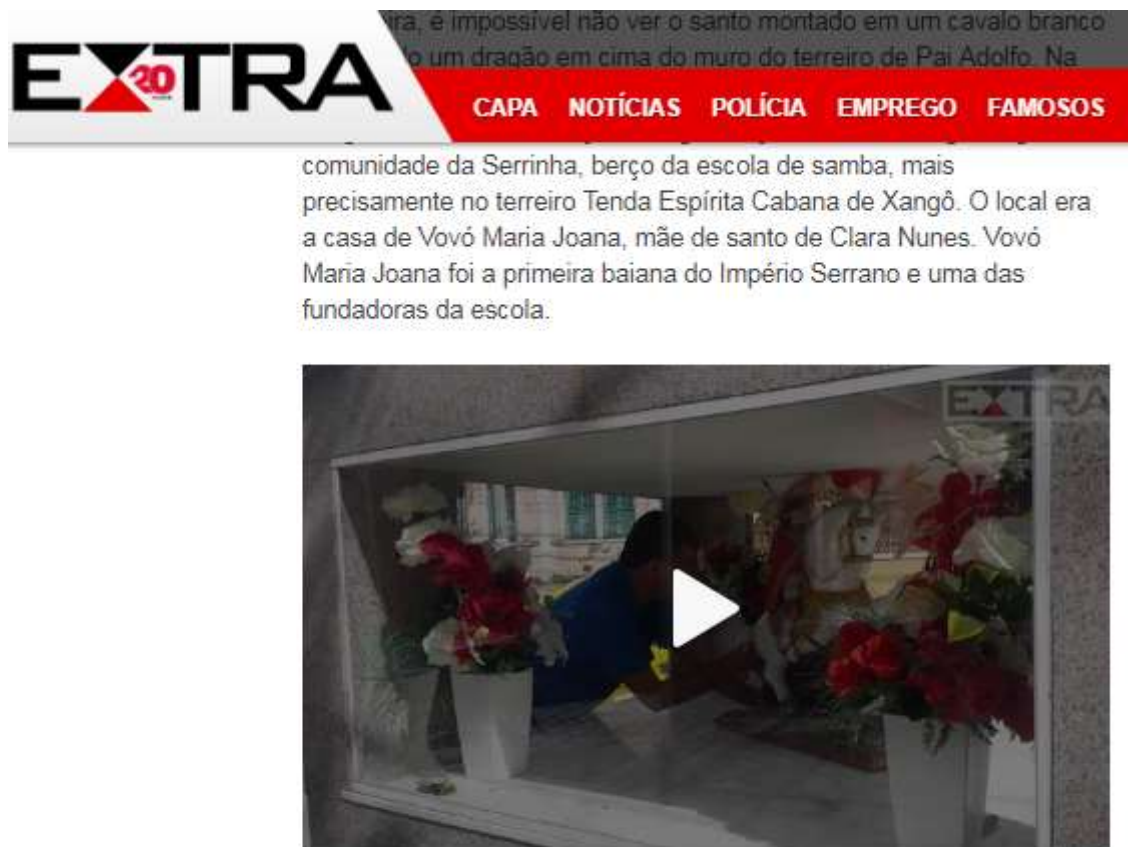 é impossível não ver o santo montado em um cavalo branco
um dragão em cima do muro do terreiro de Pai Adolfo. Na
EXTRA
20
CAPA NOTÍCIAS POLÍCIA EMPREGO FAMOSOS
comunidade da Serrinha, berço da escola de samba, mais
precisamente no terreiro Tenda Espírita Cabana de Xangô. O local era
a casa de Vovó Maria Joana, mãe de santo de Clara Nunes. Vovó
Maria Joana foi a primeira baiana do Império Serrano e uma das
fundadoras da escola.
EXTRA